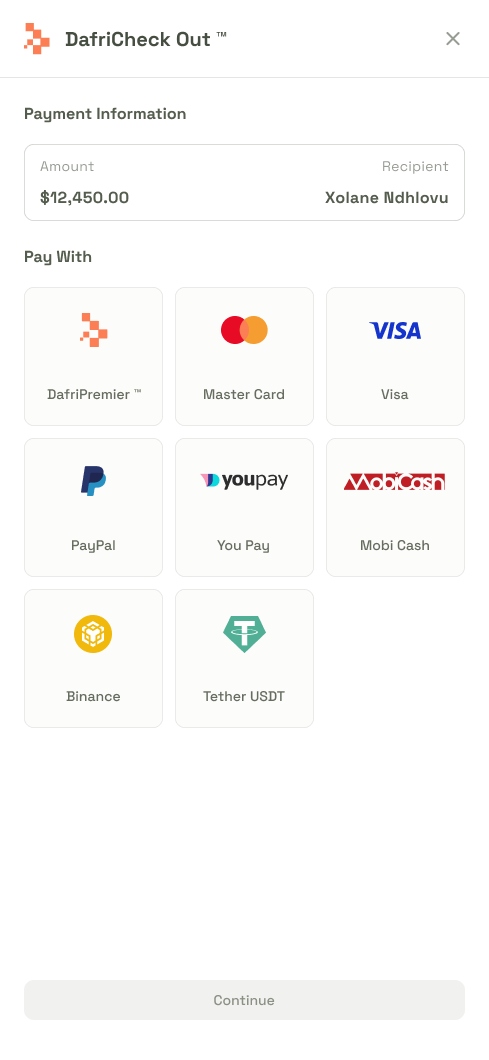 DafriCheck Out ™
Payment Information
Amount Recipient
$12,450.00 Xolane Ndhlovu
Pay With
VISA
DafriPremier ™ Master Card Visa
youpay MobiCash
PayPal You Pay Mobi Cash
Binance Tether USDT
Continue